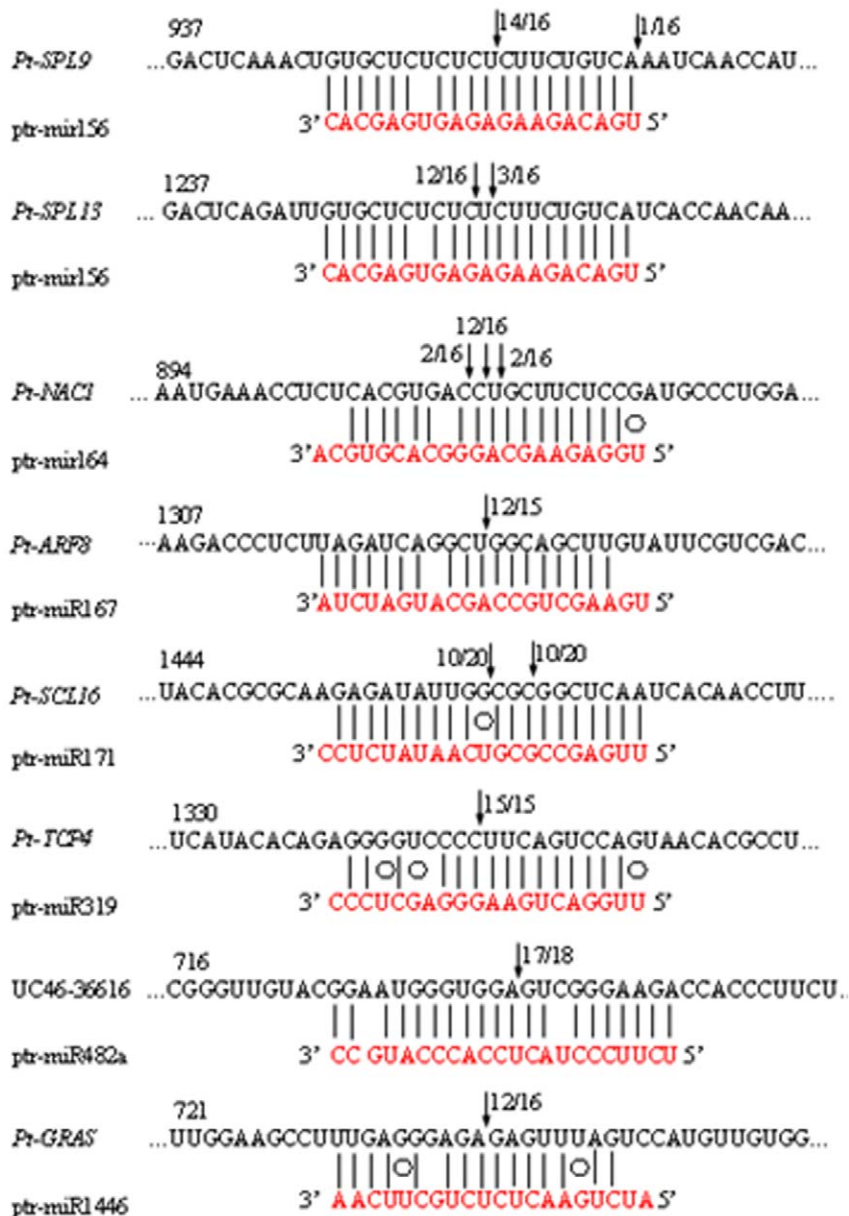 937 14/16 1/16
Pt-SPL9 ...GACUCAAACUGUGCUCUCUCUCUUCUGUCAAAUCAACCAU...
ptr-mir156 3’ CACGAGUGAGAGAAGACAGU 5’
1237 12/16 3/16
Pt-SPL13 ... GACUCAGAUUGUGCUCUCUCUCUUCUGUCAUCACCAACAA...
ptr-mir156 3’ CACGAGUGAGAGAAGACAGU 5’
12/16
894 2/16 2/16
Pt-NAC1 ... AAUGAAACCUCUCACGUGACCUGCUUCUCCGAUGCCCUGGA...
ptr-mir164 3’ACGUGCACGGGACGAAGAGGU 5’
1307 12/15
Pt-ARF8 ...AAGACCCUCUUAGAUCAGGCUGGCAGCUUGUAUUCGUCGAC...
ptr-miR167 3’AUCUAGUACGACCGUCGAAGU 5’
1444 10/20 10/20
Pt-SCL16 ...UACACGCGCAAGAGAUAUUGGCGCGGCUCAAUCACAACCUU....
ptr-miR171 3’CCUCUAUAACUGCGCCGAGUU 5’
1330 15/15
Pt-TCP4 ...UCAUACACAGAGGGGUCCCCUUCAGUCCAGUAACACGCCU...
ptr-miR319 3’ CCCUCGAGGGAAGUCAGGUU 5’
716 17/18
UC46-36616 ...CGGGUUGUACGGAAUGGGUGGAGUCGGGAAGACCACCCUUCU..
ptr-miR482a 3’ CC GUACCCACCUCAUCCCUUCU 5’
721 12/16
Pt-GRAS ...UUGGAAGCCUUUGAGGGAGAGAGUUUAGUCCAUGUUGUGG...
ptr-miR1446 3’ AACUUCGUCUCUCAAGUCUA5’